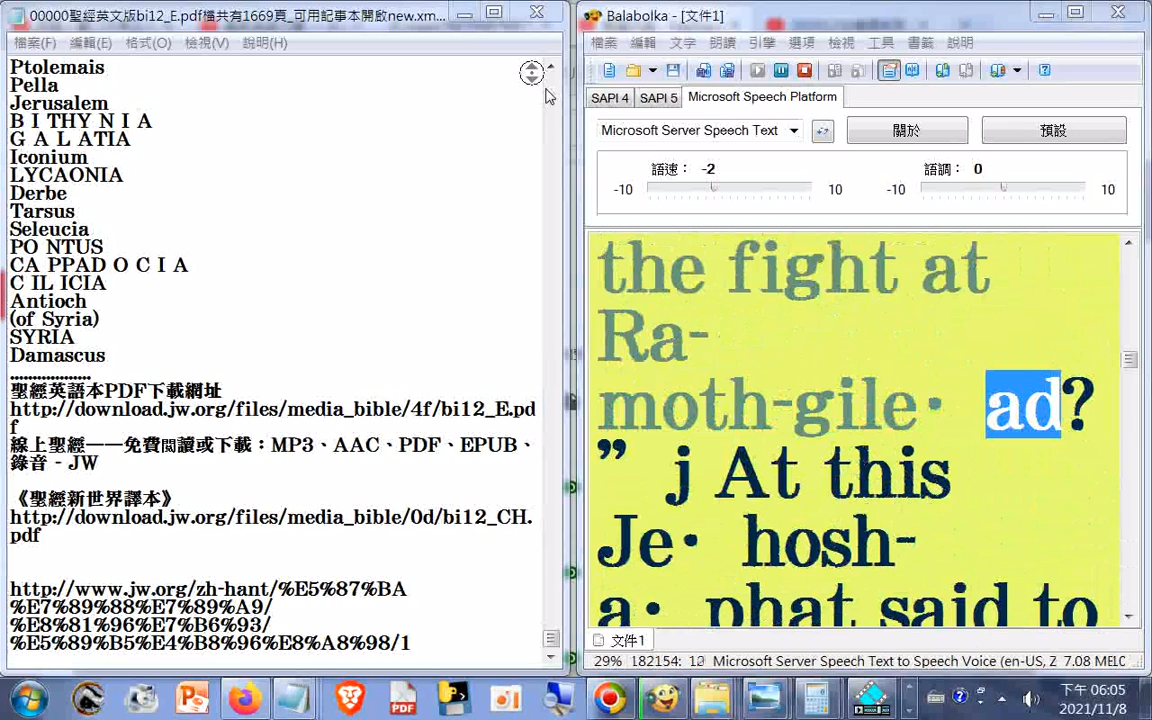 00000聖經英文版bi12_E.pdf檔共有1669頁_可用記事本開啟new.xm...
檔案(F) 編輯(E) 格式(O) 檢視(V) 說明(H)
Ptolemais
Pella
Jerusalem
B I THY N I A
G A L ATIA
Iconium
LYCAONIA
Derbe
Tarsus
Seleucia
PO NTUS
CA PPAD O C I A
C IL ICIA
Antioch
(of Syria)
SYRIA
Damascus
..................
聖經英語本PDF下載網址
http://download.jw.org/files/media_bible/4f/bi12_E.pd
f
線上聖經——免費閱讀或下載：MP3、AAC、PDF、EPUB、
錄音 - JW
《聖經新世界譯本》
http://download.jw.org/files/media_bible/0d/bi12_CH.
pdf
http://www.jw.org/zh-hant/%E5%87%BA
%E7%89%88%E7%89%A9/
%E8%81%96%E7%B6%93/
%E5%89%B5%E4%B8%96%E8%A8%98/1
Balabolka - [文件1]
檔案 編輯 文字 朗讀 引擎 選項 檢視 工具 書籤 說明
SAPI 4 SAPI 5 Microsoft Speech Platform
Microsoft Server Speech Text 關於 預設
語速： -2 語調： 0
-10 10 -10 10
the fight at
Ra-
moth-gile· ad?
” j At this
Je· hosh-
a· phat said to
文件1
29% 182154: 12 Microsoft Server Speech Text to Speech Voice (en-US, Z 7.08 MELO
PDF
下午 06:05
2021/11/8